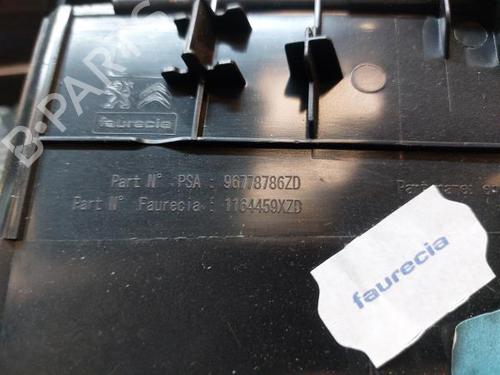 B-PARTS
faurecia
Part N° PSA : 96778786ZD
Part N° Faurecia : 1164459XZD
faurecia